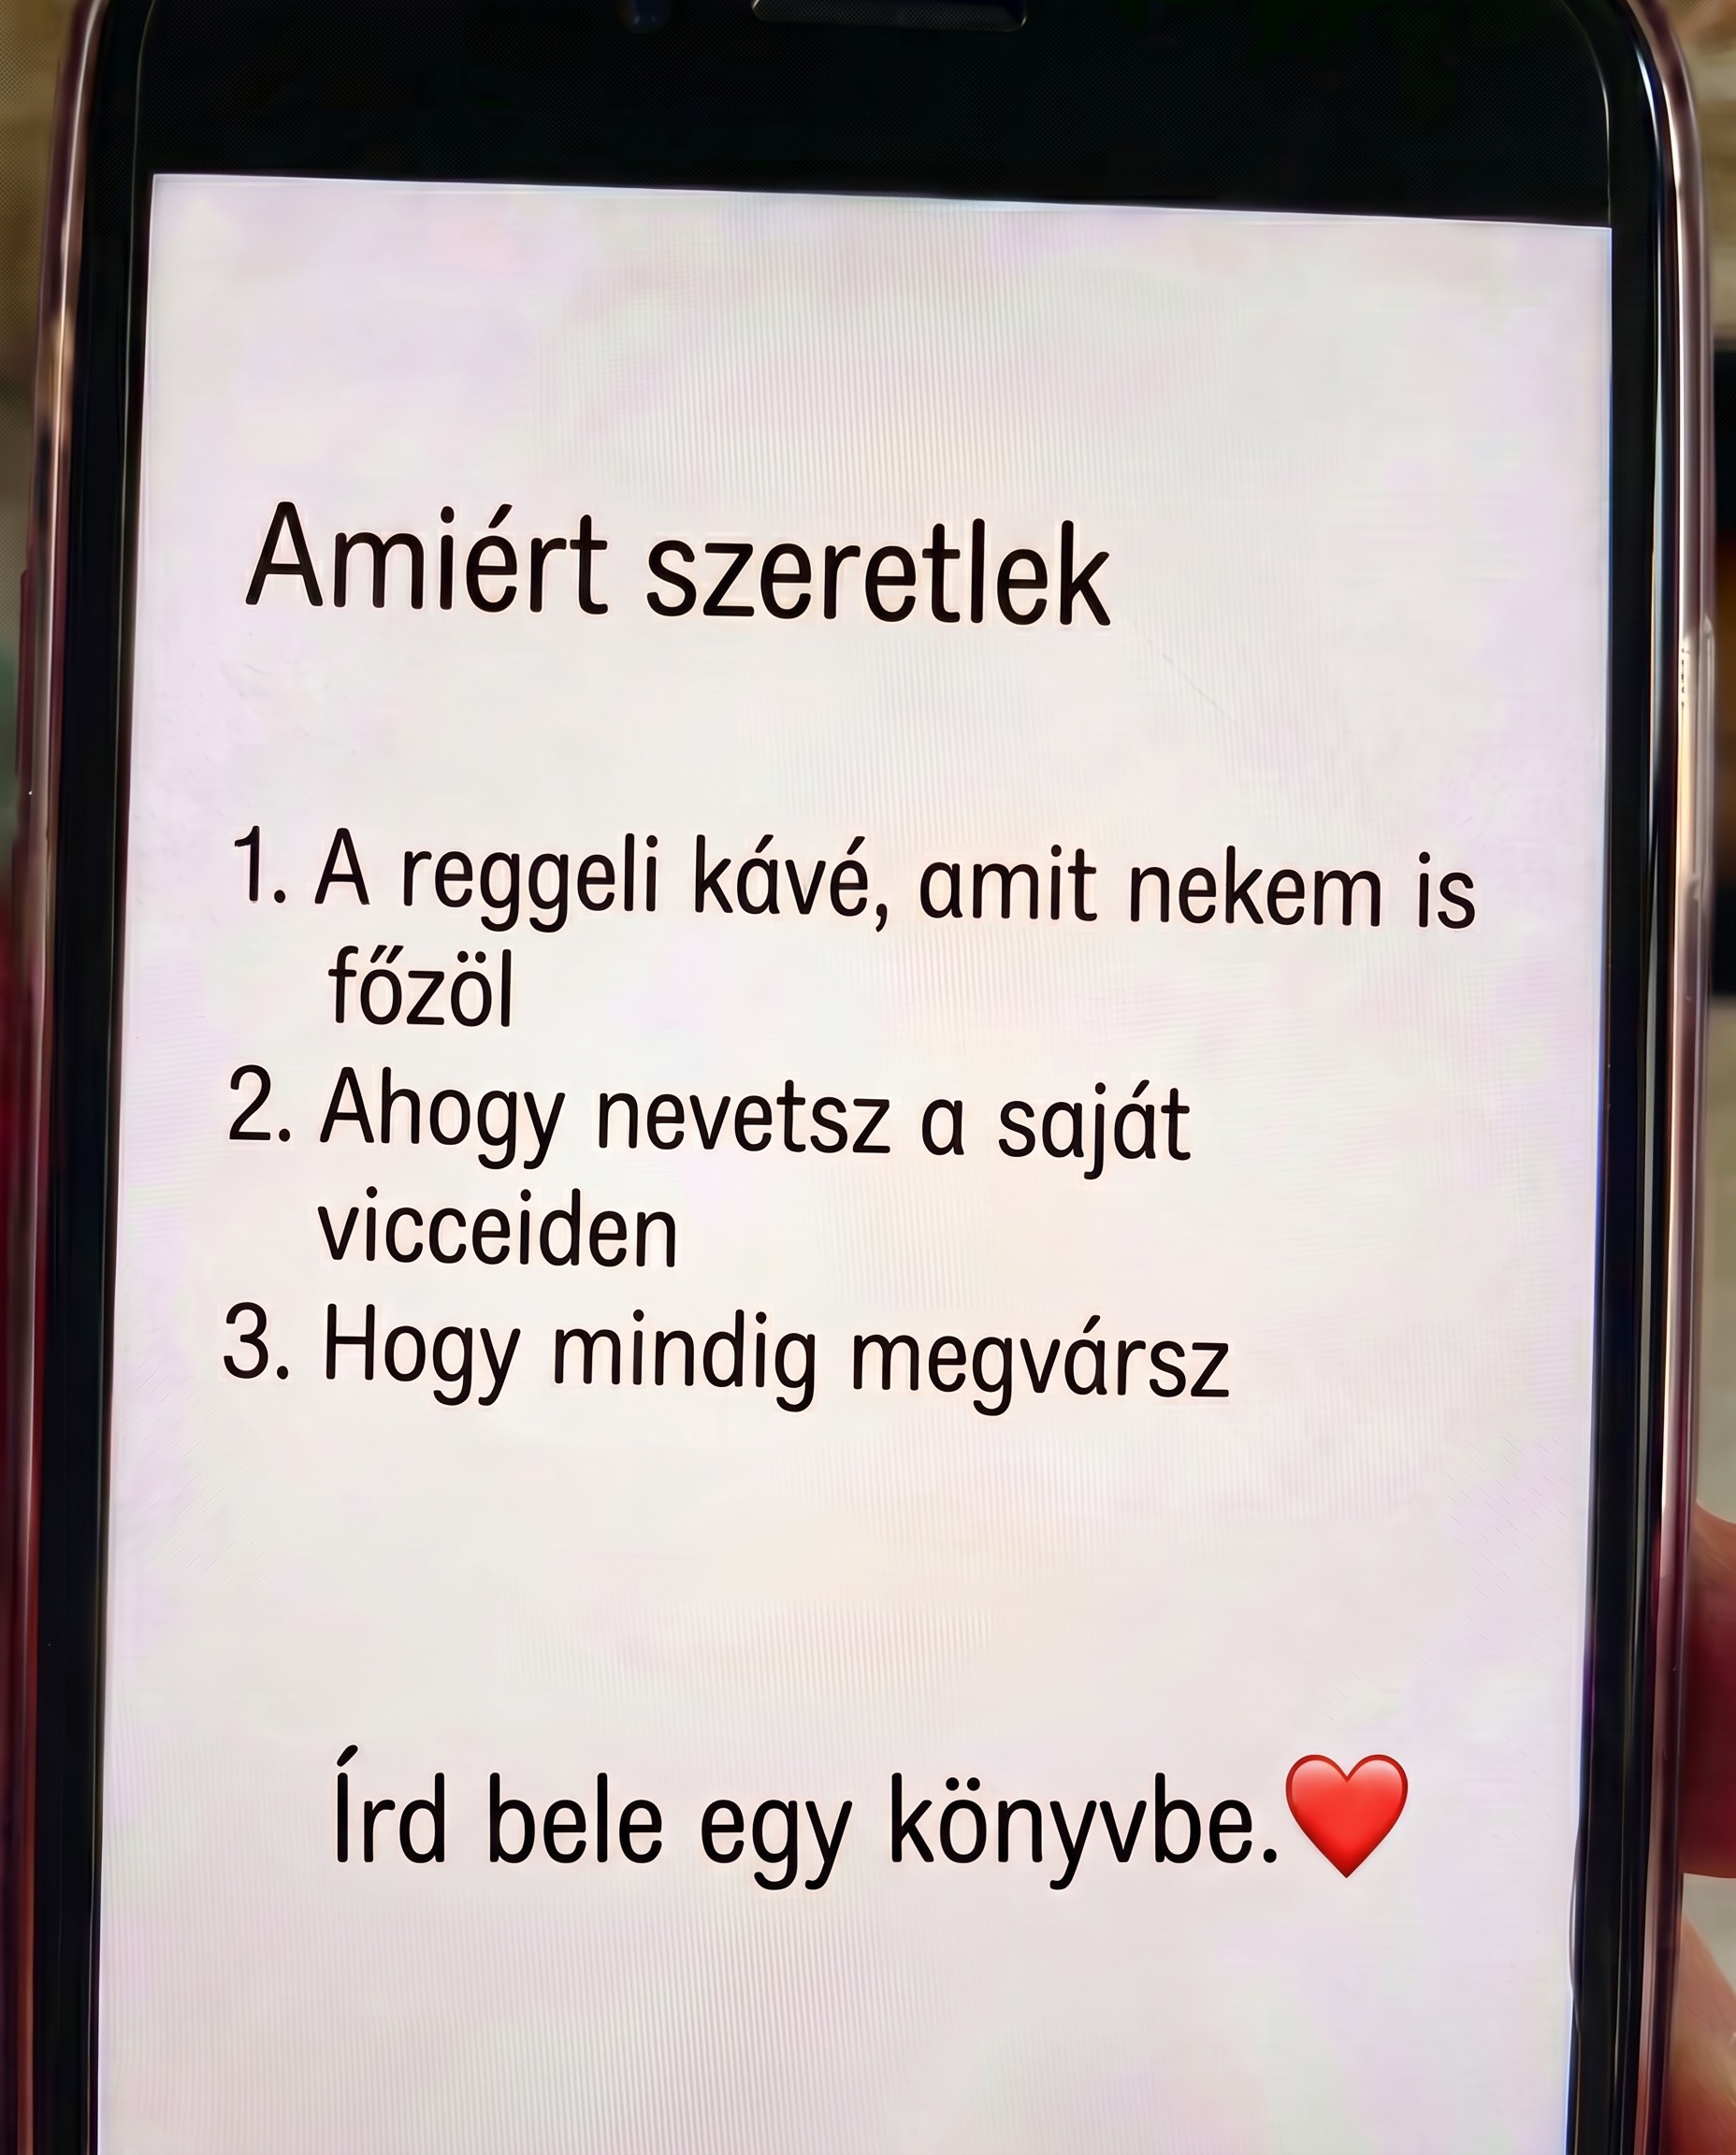 Amiért szeretlek
1. A reggeli kávé, amit nekem is
főzöl
2. Ahogy nevetsz a saját
vicceiden
3. Hogy mindig megvársz
Írd bele egy könyvbe.❤️